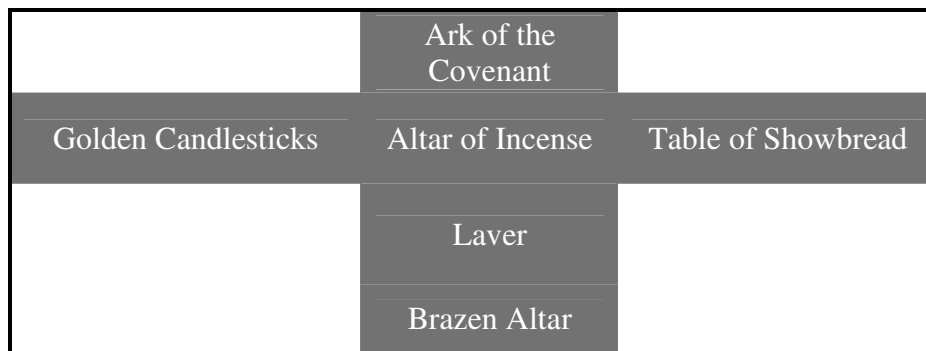 Ark of the
Covenant
Golden Candlesticks Altar of Incense Table of Showbread
Laver
Brazen Altar